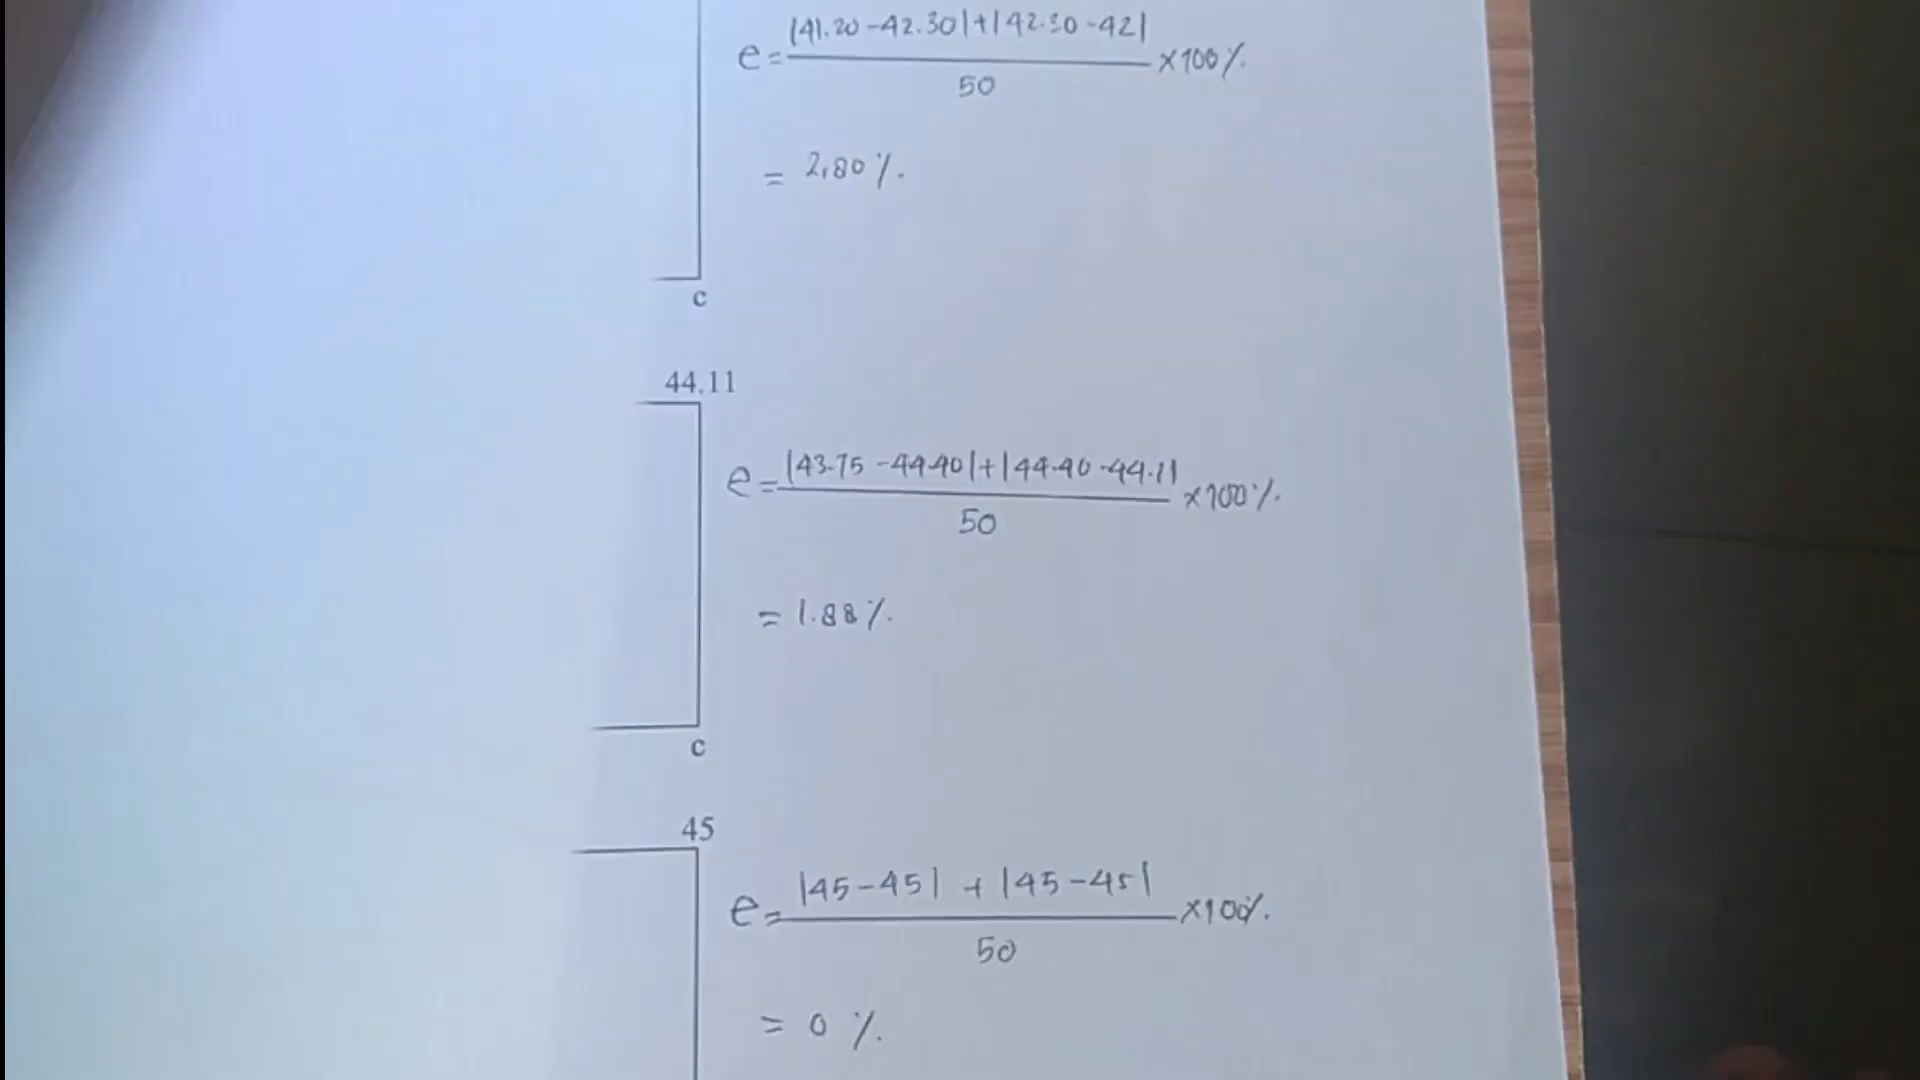 e = |41.20 - 42.30| + |42.30 - 42| / 50 × 100%
= 2,80%
c
44,11
e = |43.75 - 44.40| + |44.40 - 44.11 / 50 × 100%
= 1.88%
c
45
e = |45 - 45| + |45 - 45| / 50 × 100%
= 0%